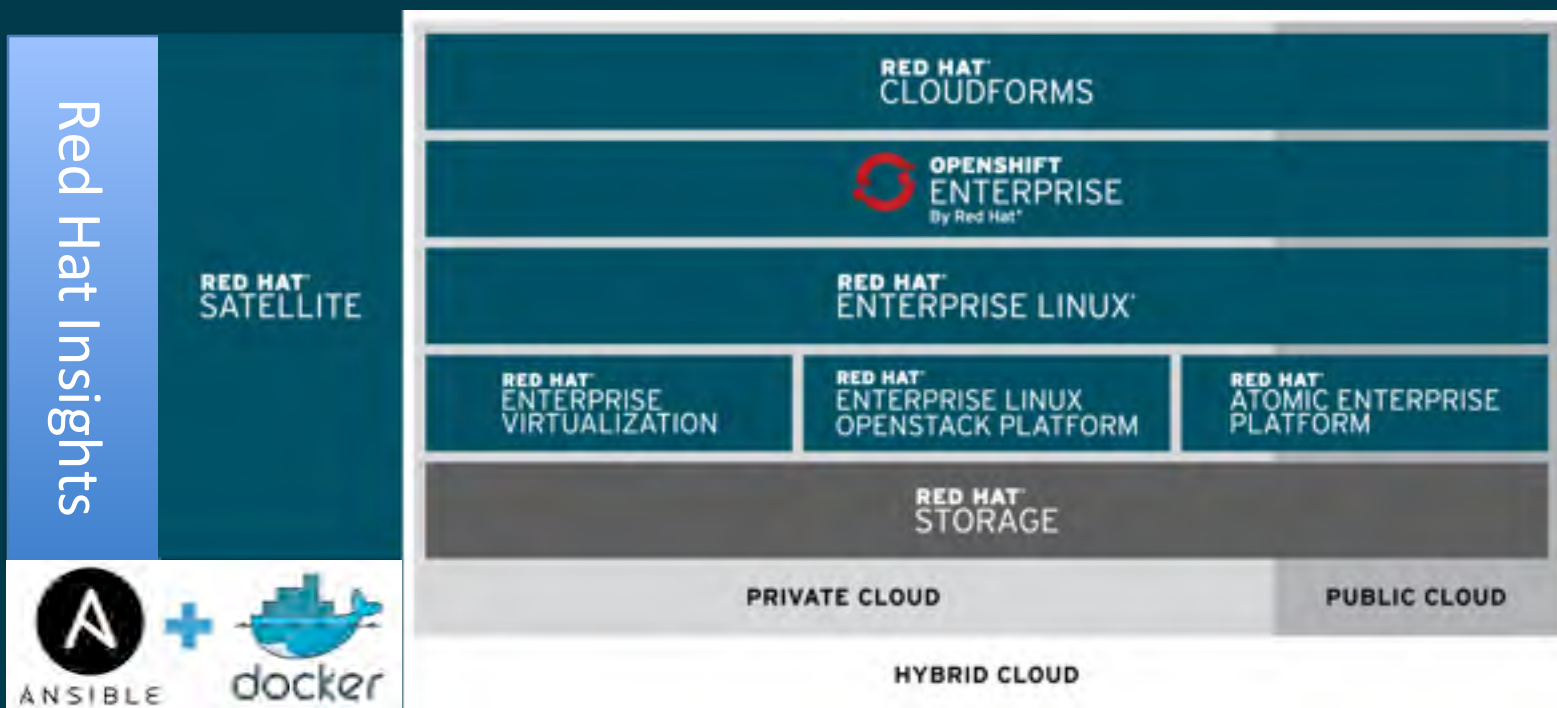 Red Hat Insights
RED HAT
SATELLITE
RED HAT
CLOUDFORMS
OPENSHIFT
ENTERPRISE
By Red Hat®
RED HAT
ENTERPRISE LINUX
RED HAT
ENTERPRISE
VIRTUALIZATION
RED HAT
ENTERPRISE LINUX
OPENSTACK PLATFORM
RED HAT
ATOMIC ENTERPRISE
PLATFORM
RED HAT
STORAGE
PRIVATE CLOUD
PUBLIC CLOUD
HYBRID CLOUD
A
+
ANSIBLE
docker